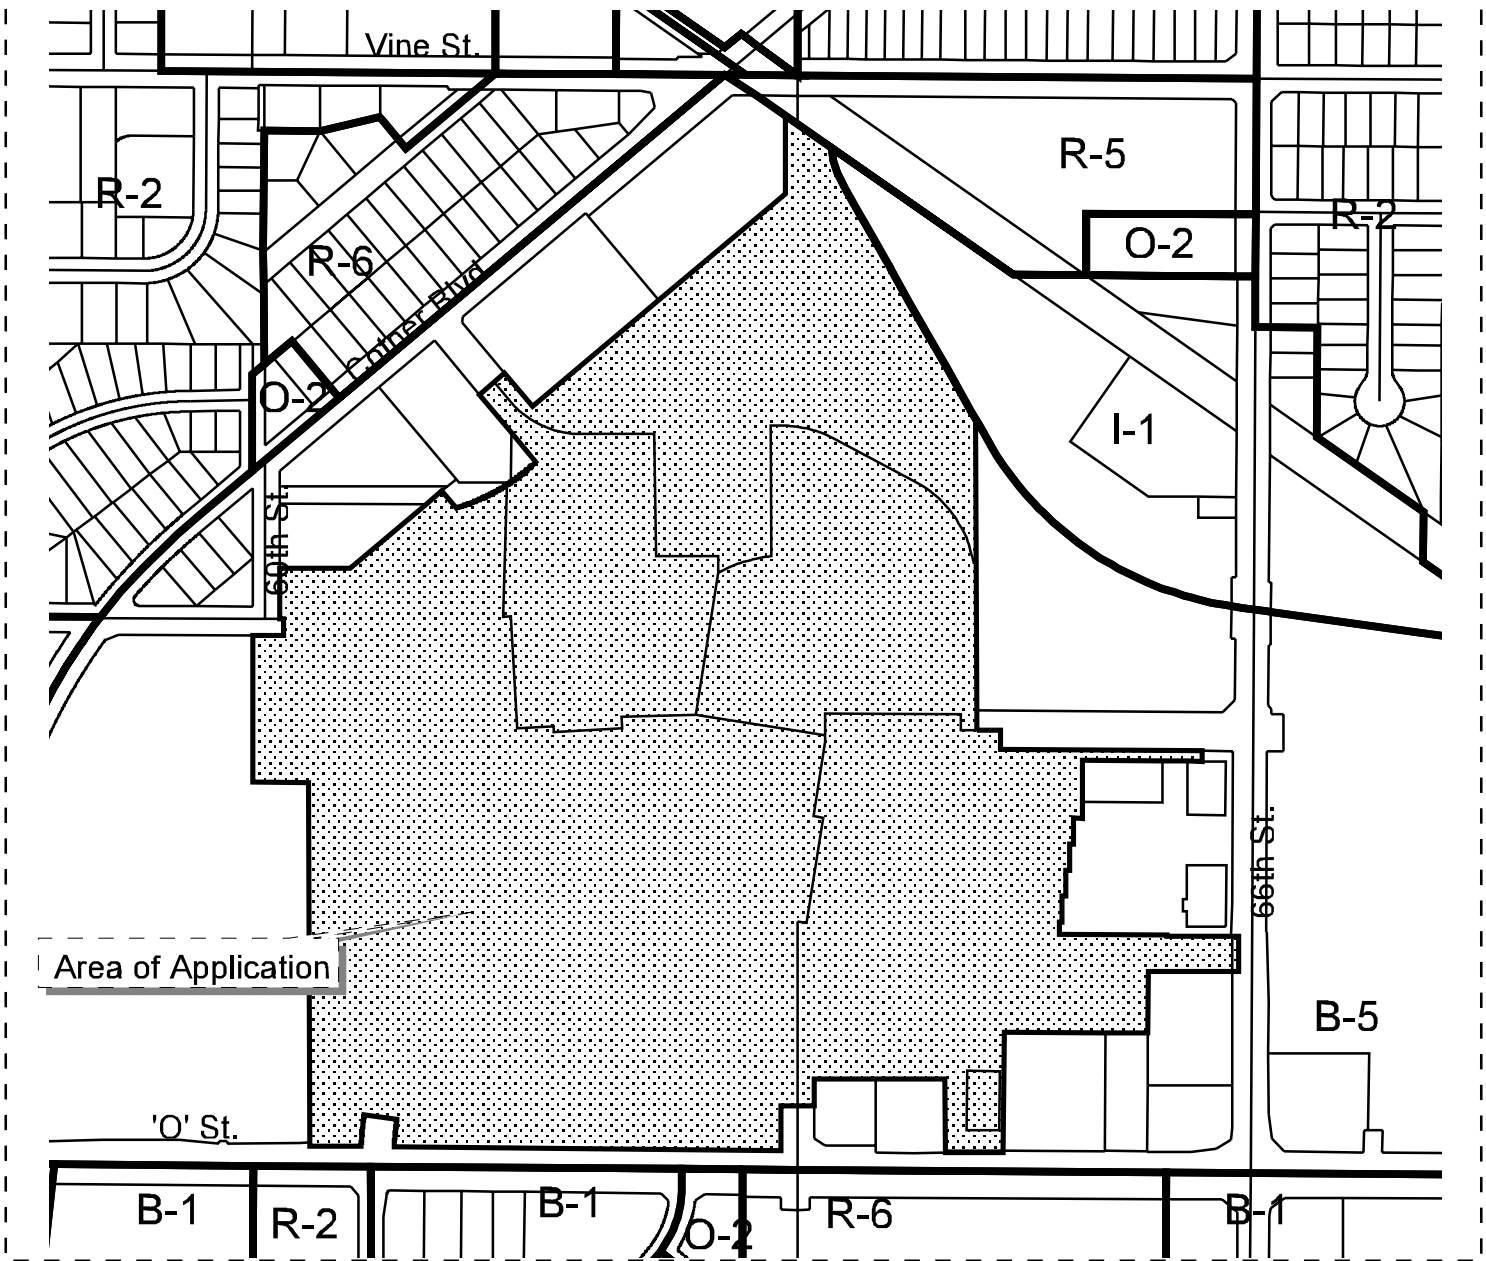 Vine St.
R-5
R-2
R-2
R-6
O-2
Cotner Blvd
O-2
I-1
60th St.
66th St.
Area of Application
B-5
'O' St.
B-1
R-2
B-1
O-2
R-6
B-1